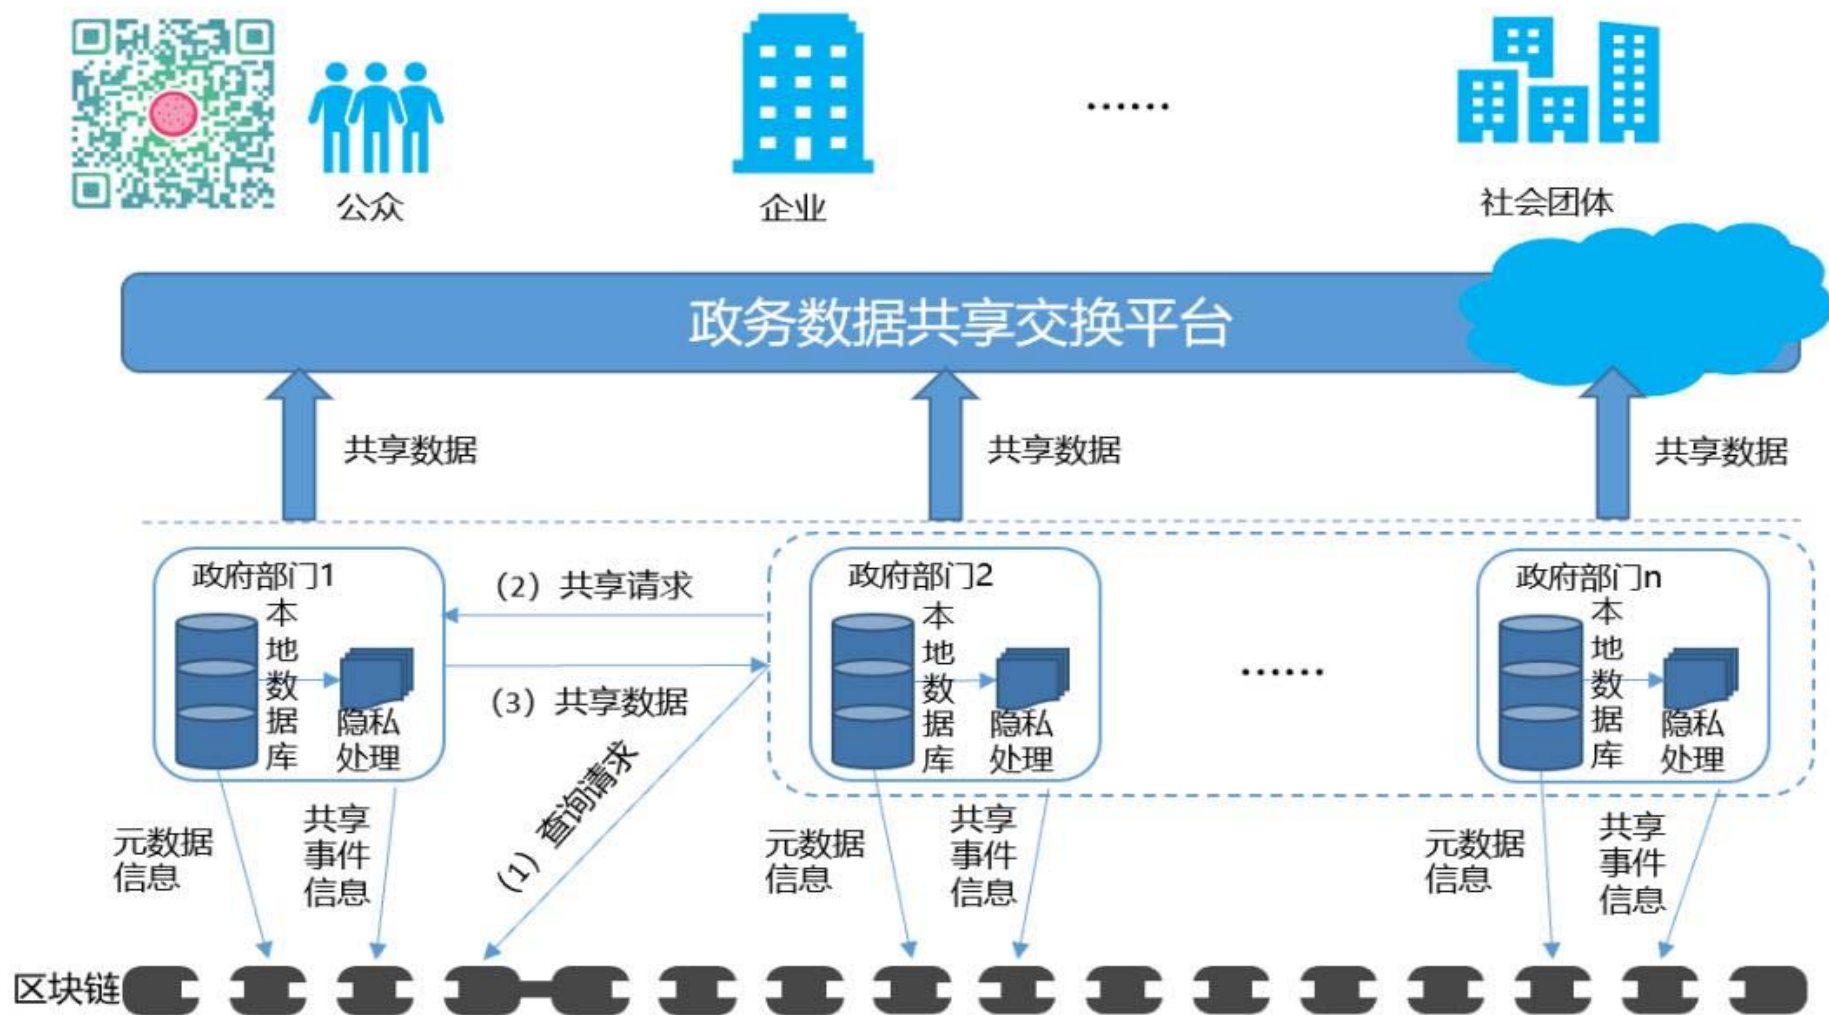 公众
企业
……
社会团体
政务数据共享交换平台
共享数据
共享数据
共享数据
政府部门1
本地数据库
隐私
处理
（2）共享请求
（3）共享数据
（1）查询请求
政府部门2
本地数据库
隐私
处理
……
政府部门n
本地数据库
隐私
处理
元数据
信息
共享
事件
信息
元数据
信息
共享
事件
信息
元数据
信息
共享
事件
信息
区块链